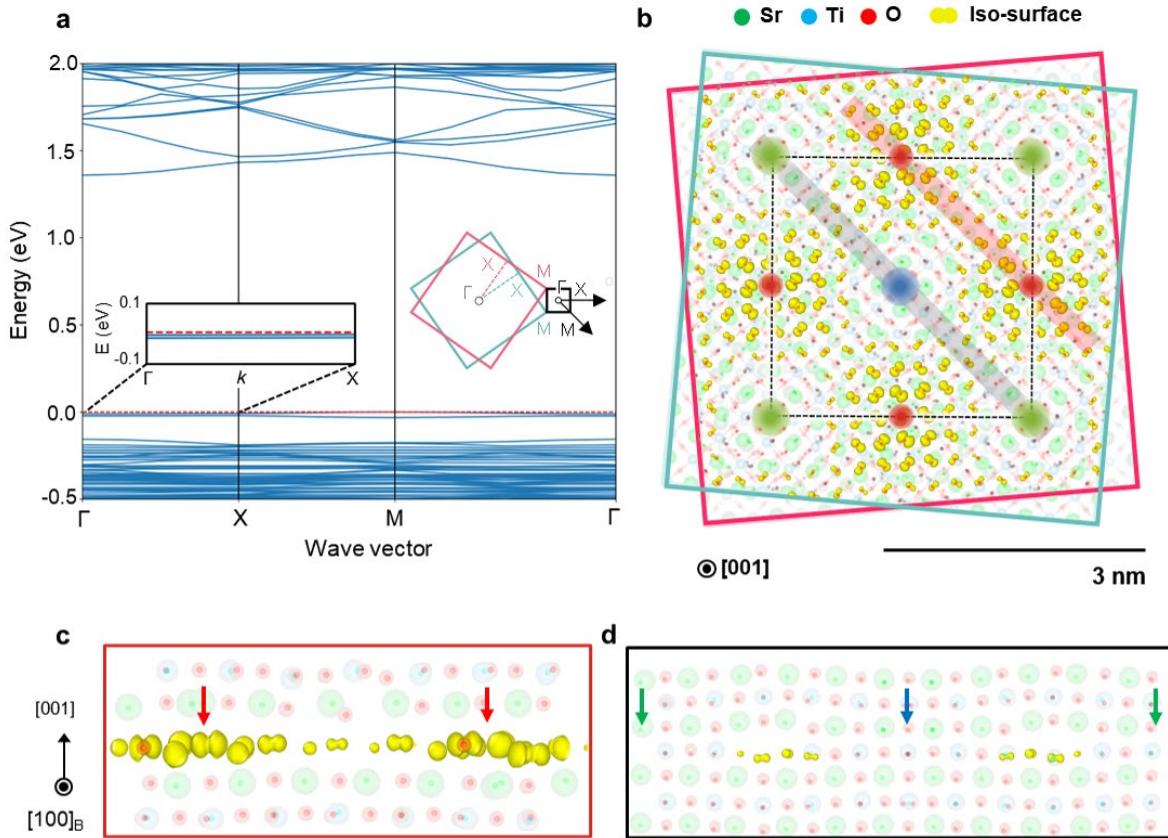 a
2.0
1.5
1.0
0.5
0.0
-0.5
Energy (eV)
Γ
X
M
Γ
Wave vector
0.1
-0.1
E (eV)
Γ
k
X
Γ
X
X
M
M
Γ
X
M
b
Sr
Ti
O
Iso-surface
[001]
3 nm
c
[001]
[100]B
d